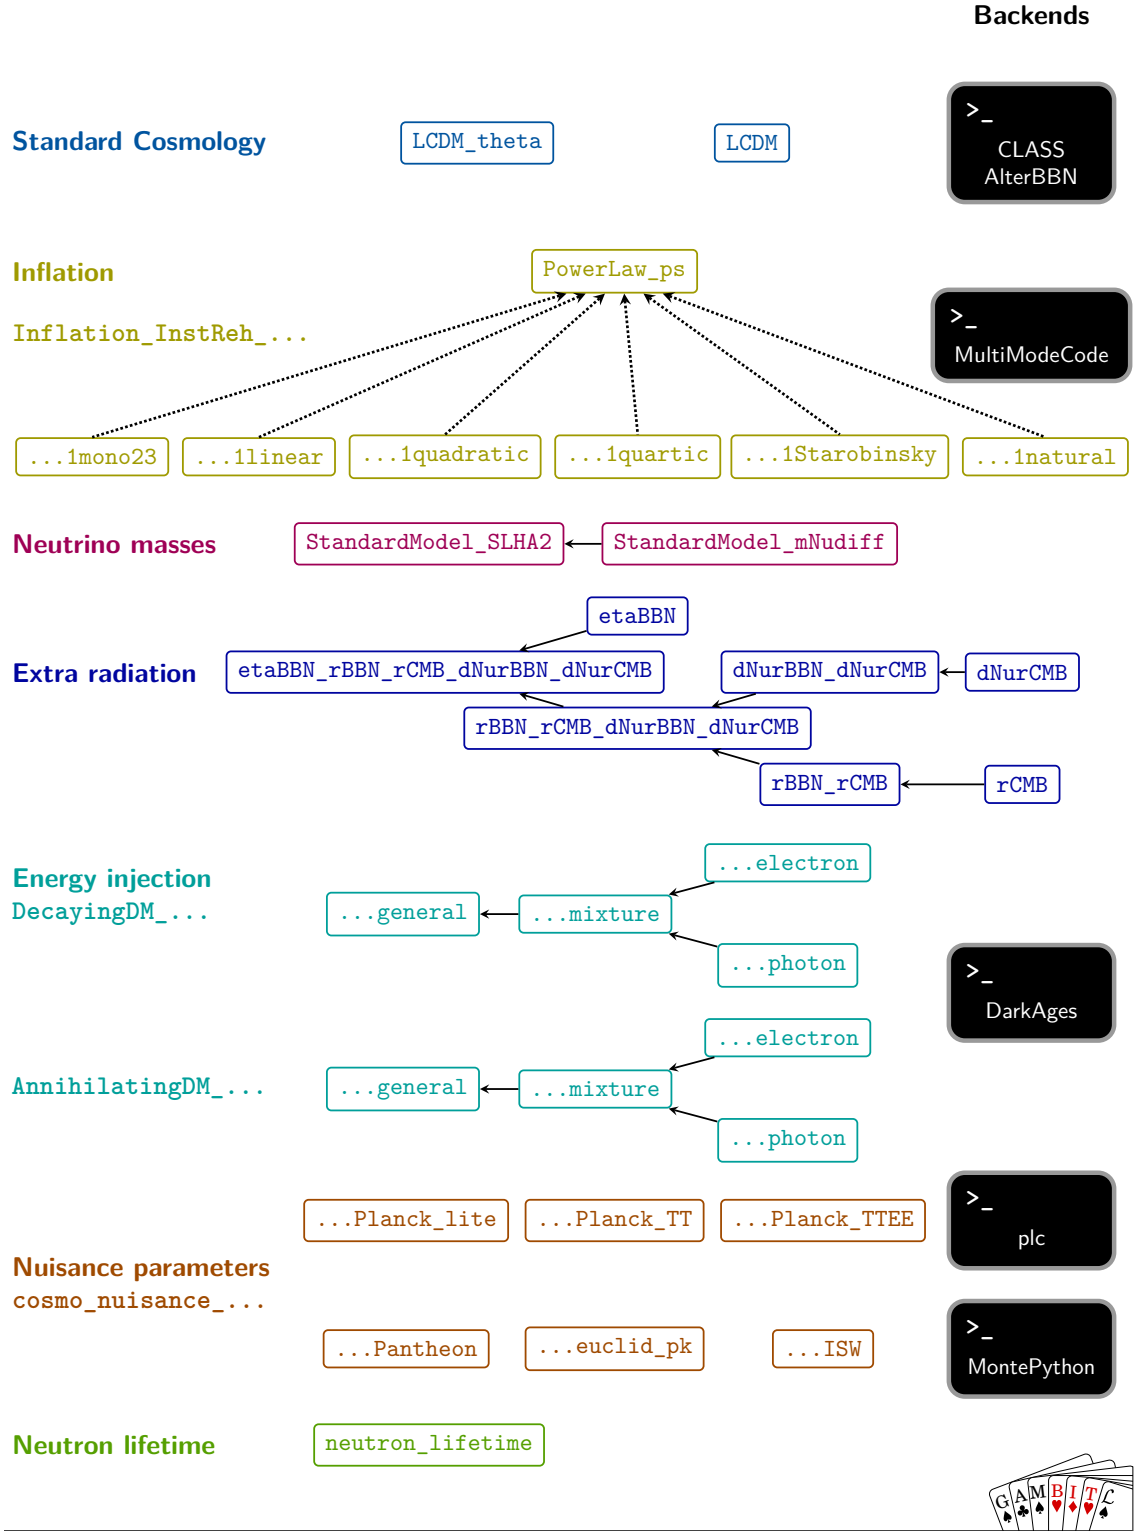 Backends
Standard Cosmology
LCDM_theta
LCDM
>_
CLASS
AlterBBN
Inflation
PowerLaw_ps
Inflation_InstReh_...
>_
MultiModeCode
...1mono23
...1linear
...1quadratic
...1quartic
...1Starobinsky
...1natural
Neutrino masses
StandardModel_SLHA2
StandardModel_mNudiff
etaBBN
Extra radiation
etaBBN_rBBN_rCMB_dNurBBN_dNurCMB
dNurBBN_dNurCMB
dNurCMB
rBBN_rCMB_dNurBBN_dNurCMB
rBBN_rCMB
rCMB
Energy injection
DecayingDM_...
...electron
...general
...mixture
...photon
>_
DarkAges
AnnihilatingDM_...
...electron
...general
...mixture
...photon
...Planck_lite
...Planck_TT
...Planck_TTEE
>_
plc
Nuisance parameters
cosmo_nuisance_...
...Pantheon
...euclid_pk
...ISW
>_
MontePython
Neutron lifetime
neutron_lifetime
GAMBIT
ℒ